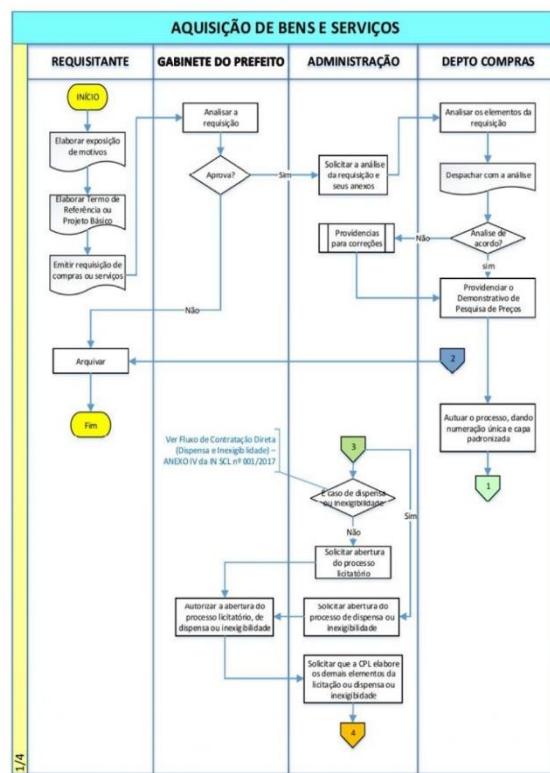 AQUISIÇÃO DE BENS E SERVIÇOS
REQUISITANTE
GABINETE DO PREFEITO
ADMINISTRAÇÃO
DEPTO COMPRAS
INÍCIO
Elaborar exposição
de motivos
Elaborar Termo de
Referência ou
Projeto Básico
Emitir requisição de
compras ou serviços
Analisar a
requisição
Aprova?
Sim
Não
Solicitar a análise
da requisição e
seus anexos
Analisar os elementos da
requisição
Despachar com a análise
Analise de
acordo?
Não
sim
Providencias
para correções
Providenciar o
Demonstrativo de
Pesquisa de Preços
Arquivar
2
Fim
Autuar o processo, dando
numeração única e capa
padronizada
1
Ver Fluxo de Contratação Direta
(Dispensa e Inexigibilidade) –
ANEXO IV da IN SCL nº 001/2017
3
É caso de dispensa
ou inexigibilidade
Sim
Não
Solicitar abertura
do processo
licitatório
Autorizar a abertura do
processo licitatório, de
dispensa ou inexigibilidade
Solicitar abertura do
processo de dispensa ou
inexigibilidade
Solicitar que a CPL elabore
os demais elementos da
licitação ou dispensa ou
inexigibidade
4
1/4